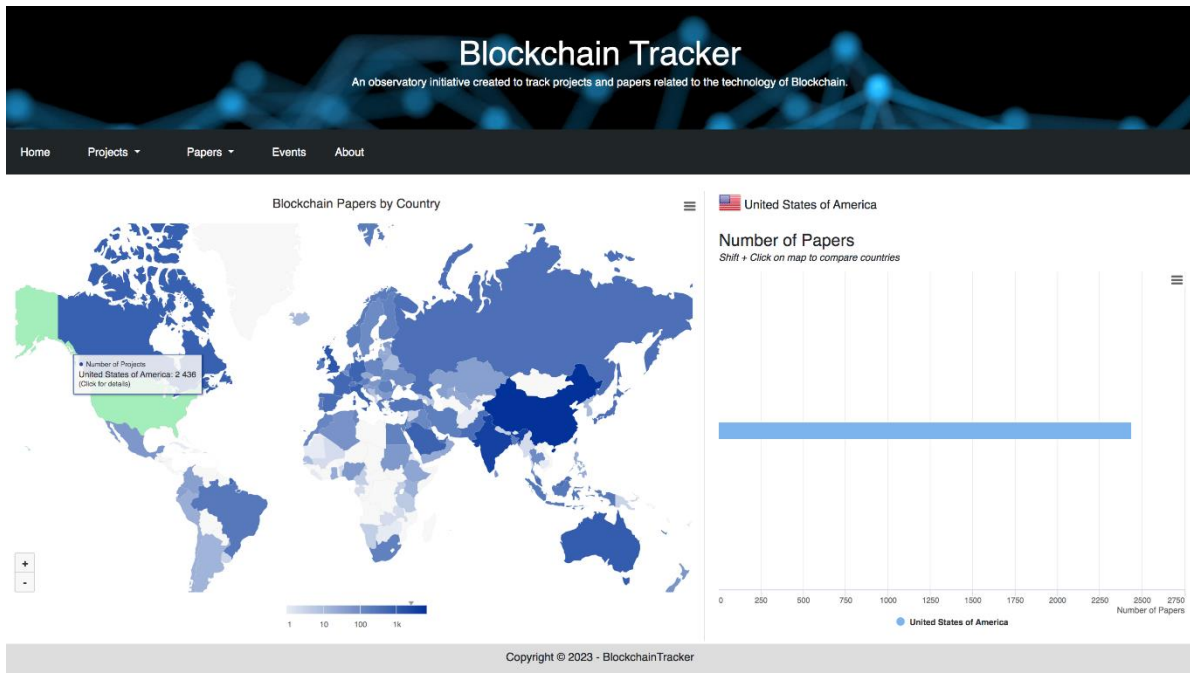 Blockchain Tracker
An observatory initiative created to track projects and papers related to the technology of Blockchain.
Home Projects Papers Events About
Blockchain Papers by Country
Number of Projects
United States of America: 2 436
(Click for details)
+
-
1 10 100 1k
United States of America
Number of Papers
Shift + Click on map to compare countries
0 250 500 750 1000 1250 1500 1750 2000 2250 2500 2750
Number of Papers
United States of America
Copyright © 2023 - BlockchainTracker